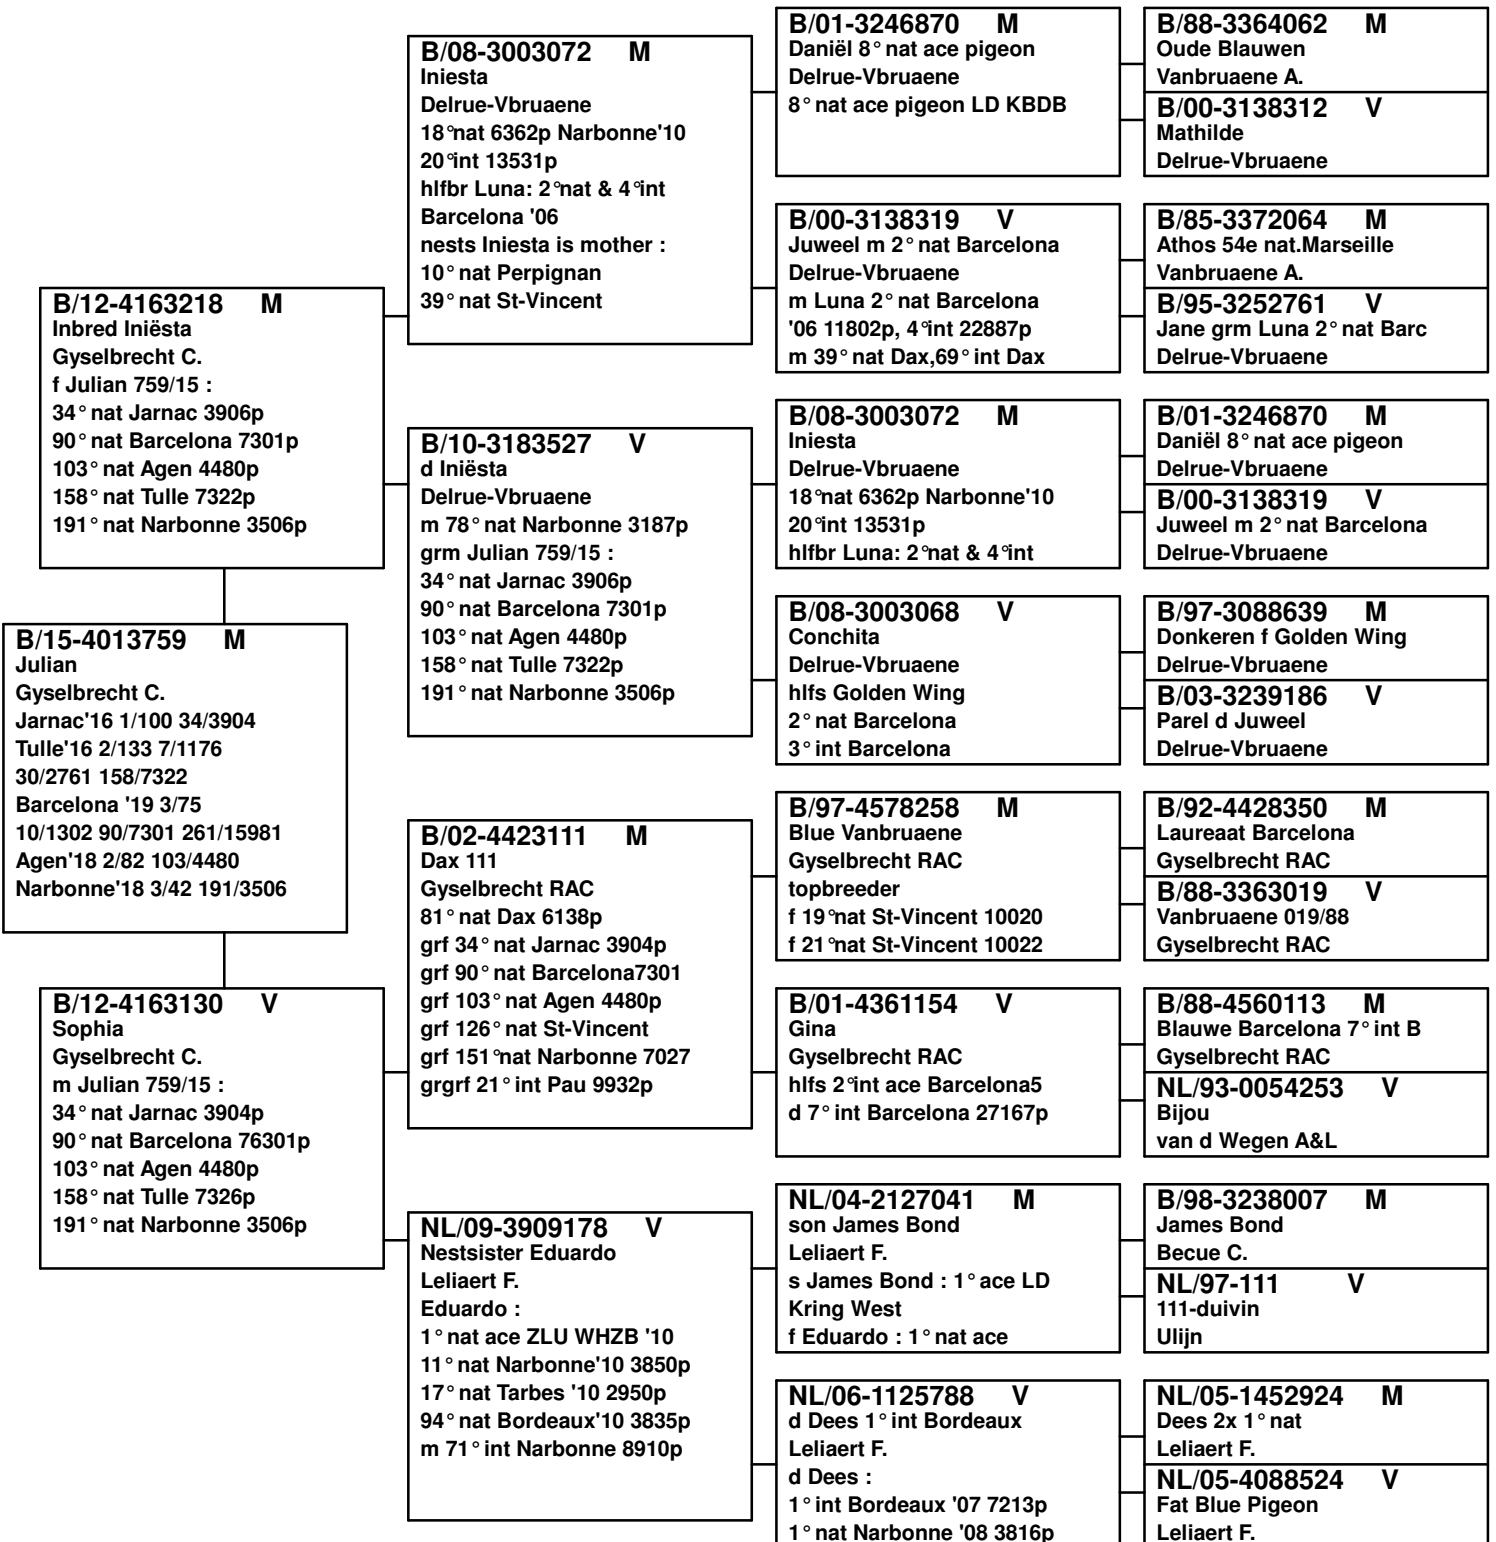 B/15-4013759 M
Julian
Gyselbrecht C.
Jarnac'16 1/100 34/3904
Tulle'16 2/133 7/1176
30/2761 158/7322
Barcelona '19 3/75
10/1302 90/7301 261/15981
Agen'18 2/82 103/4480
Narbonne'18 3/42 191/3506
B/12-4163218 M
Inbred Iniësta
Gyselbrecht C.
f Julian 759/15 :
34° nat Jarnac 3906p
90° nat Barcelona 7301p
103° nat Agen 4480p
158° nat Tulle 7322p
191° nat Narbonne 3506p
B/12-4163130 V
Sophia
Gyselbrecht C.
m Julian 759/15 :
34° nat Jarnac 3904p
90° nat Barcelona 76301p
103° nat Agen 4480p
158° nat Tulle 7326p
191° nat Narbonne 3506p
B/08-3003072 M
Iniesta
Delrue-Vbruaene
18°nat 6362p Narbonne'10
20°int 13531p
hlfbr Luna: 2°nat & 4°int
Barcelona '06
nests Iniesta is mother :
10° nat Perpignan
39° nat St-Vincent
B/10-3183527 V
d Iniësta
Delrue-Vbruaene
m 78° nat Narbonne 3187p
grm Julian 759/15 :
34° nat Jarnac 3906p
90° nat Barcelona 7301p
103° nat Agen 4480p
158° nat Tulle 7322p
191° nat Narbonne 3506p
B/02-4423111 M
Dax 111
Gyselbrecht RAC
81° nat Dax 6138p
grf 34° nat Jarnac 3904p
grf 90° nat Barcelona7301
grf 103° nat Agen 4480p
grf 126° nat St-Vincent
grf 151°nat Narbonne 7027
grgrf 21° int Pau 9932p
NL/09-3909178 V
Nestsister Eduardo
Leliaert F.
Eduardo :
1° nat ace ZLU WHZB '10
11° nat Narbonne'10 3850p
17° nat Tarbes '10 2950p
94° nat Bordeaux'10 3835p
m 71° int Narbonne 8910p
B/01-3246870 M
Daniël 8° nat ace pigeon
Delrue-Vbruaene
8° nat ace pigeon LD KBDB
B/00-3138319 V
Juweel m 2° nat Barcelona
Delrue-Vbruaene
m Luna 2° nat Barcelona
'06 11802p, 4°int 22887p
m 39° nat Dax,69° int Dax
B/08-3003072 M
Iniesta
Delrue-Vbruaene
18°nat 6362p Narbonne'10
20°int 13531p
hlfbr Luna: 2°nat & 4°int
B/08-3003068 V
Conchita
Delrue-Vbruaene
hlfs Golden Wing
2° nat Barcelona
3° int Barcelona
B/97-4578258 M
Blue Vanbruaene
Gyselbrecht RAC
topbreeder
f 19°nat St-Vincent 10020
f 21°nat St-Vincent 10022
B/01-4361154 V
Gina
Gyselbrecht RAC
hlfs 2°int ace Barcelona5
d 7° int Barcelona 27167p
NL/04-2127041 M
son James Bond
Leliaert F.
s James Bond : 1° ace LD
Kring West
f Eduardo : 1° nat ace
NL/06-1125788 V
d Dees 1° int Bordeaux
Leliaert F.
d Dees :
1° int Bordeaux '07 7213p
1° nat Narbonne '08 3816p
B/88-3364062 M
Oude Blauwen
Vanbruaene A.
B/00-3138312 V
Mathilde
Delrue-Vbruaene
B/85-3372064 M
Athos 54e nat.Marseille
Vanbruaene A.
B/95-3252761 V
Jane grm Luna 2° nat Barc
Delrue-Vbruaene
B/01-3246870 M
Daniël 8° nat ace pigeon
Delrue-Vbruaene
B/00-3138319 V
Juweel m 2° nat Barcelona
Delrue-Vbruaene
B/97-3088639 M
Donkeren f Golden Wing
Delrue-Vbruaene
B/03-3239186 V
Parel d Juweel
Delrue-Vbruaene
B/92-4428350 M
Laureaat Barcelona
Gyselbrecht RAC
B/88-3363019 V
Vanbruaene 019/88
Gyselbrecht RAC
B/88-4560113 M
Blauwe Barcelona 7° int B
Gyselbrecht RAC
NL/93-0054253 V
Bijou
van d Wegen A&L
B/98-3238007 M
James Bond
Becue C.
NL/97-111 V
111-duivin
Ulijn
NL/05-1452924 M
Dees 2x 1° nat
Leliaert F.
NL/05-4088524 V
Fat Blue Pigeon
Leliaert F.